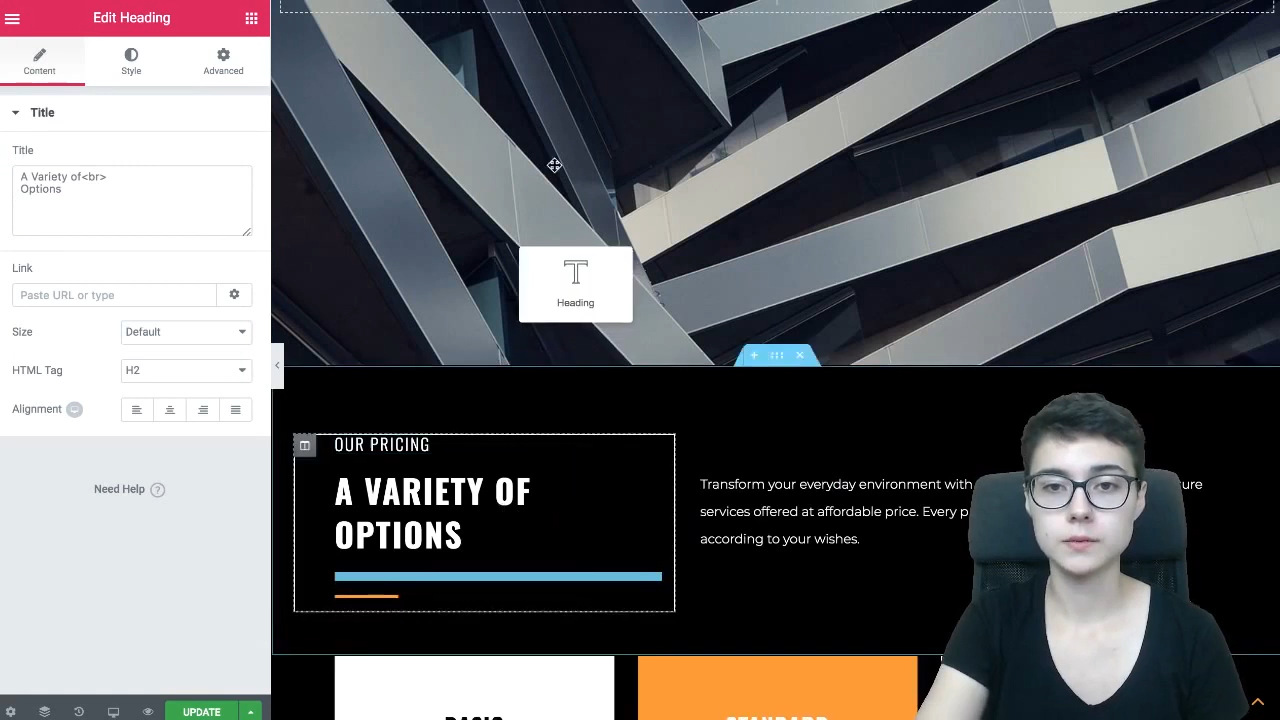 Edit Heading
Content
Style
Advanced
Title
Title
A Variety of<br>
Options
Link
Paste URL or type
Size
Default
HTML Tag
H2
Alignment
Need Help
?
UPDATE
T
Heading
OUR PRICING
A VARIETY OF
OPTIONS
Transform your everyday environment with
services offered at affordable price. Every
according to your wishes.
BASIC
STANDARD